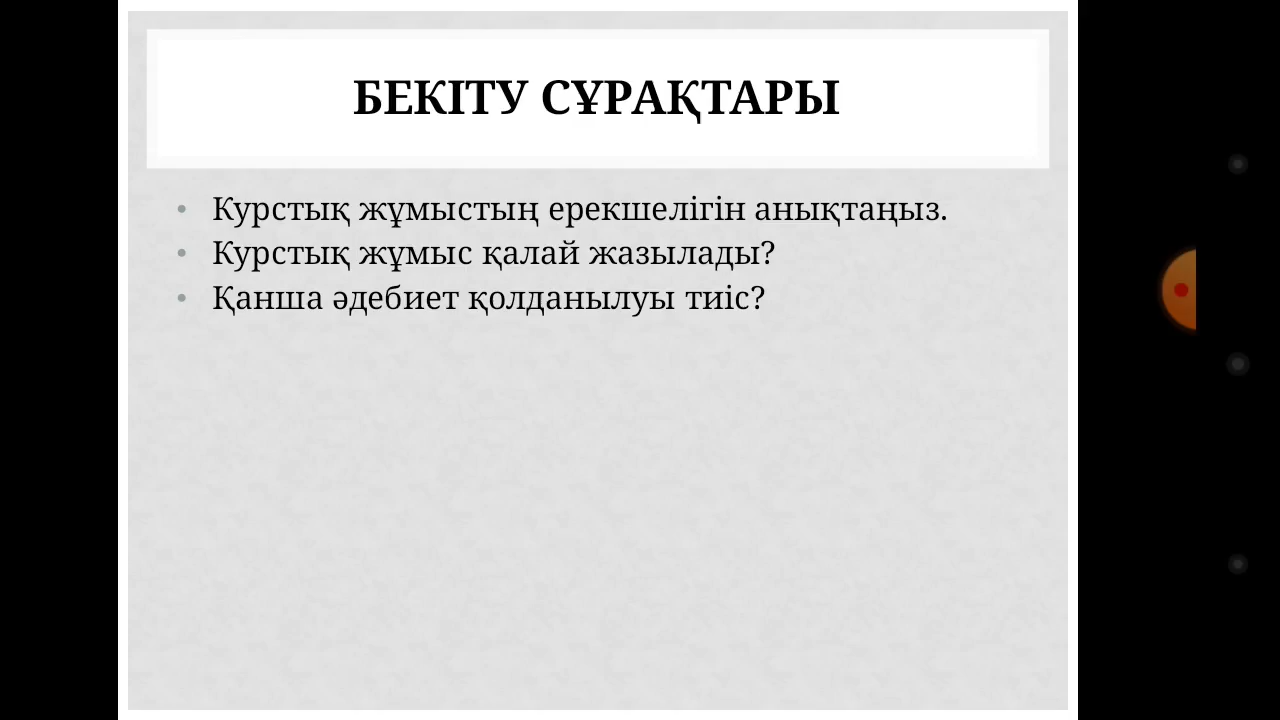 БЕКІТУ СҰРАҚТАРЫ
• Курстық жұмыстың ерекшелігін анықтаңыз.
• Курстық жұмыс қалай жазылады?
• Қанша әдебиет қолданылуы тиіс?